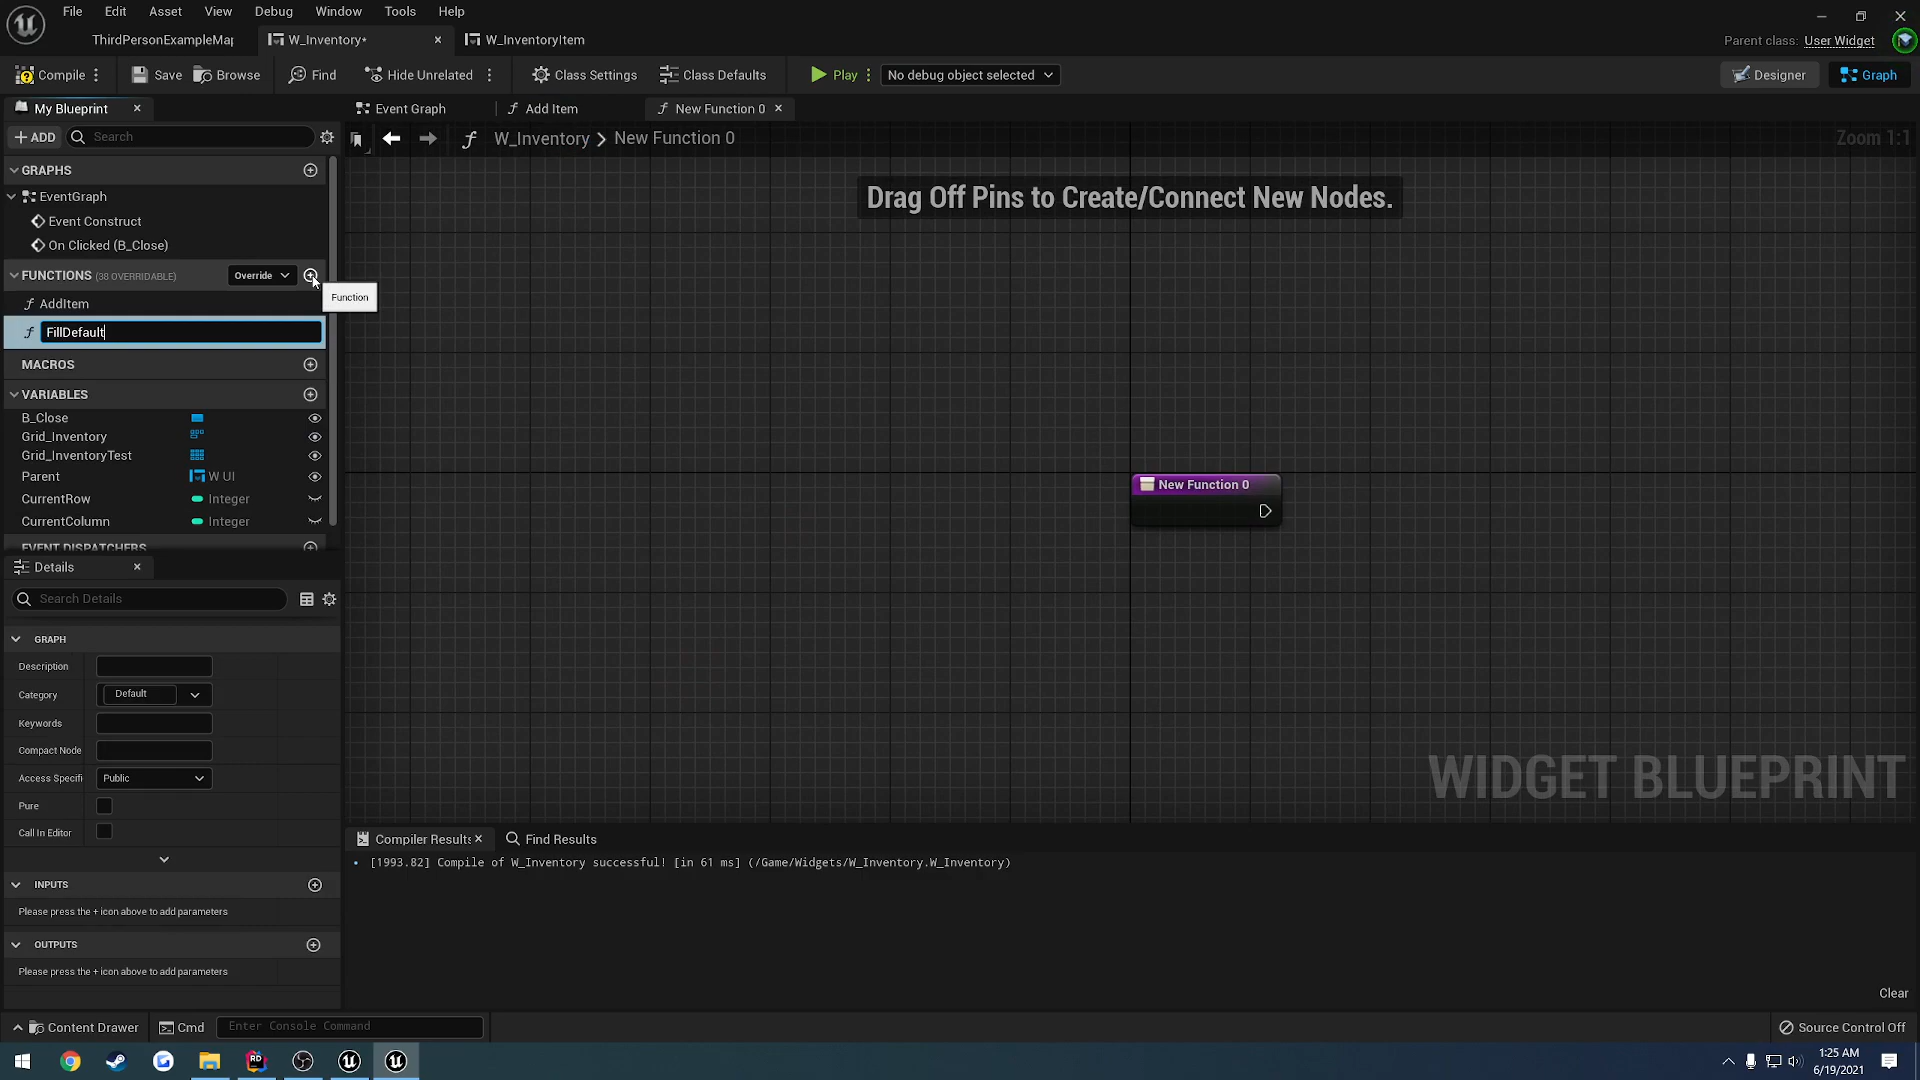 File Edit Asset View Debug Window Tools Help
ThirdPersonExampleMap W_Inventory* W_InventoryItem
Parent class: User Widget
Compile Save Browse Find Hide Unrelated Class Settings Class Defaults Play No debug object selected Designer Graph
My Blueprint Event Graph Add Item New Function 0
ADD Search W_Inventory > New Function 0 Zoom 1:1
GRAPHS
EventGraph
Event Construct
On Clicked (B_Close)
FUNCTIONS (38 OVERRIDABLE) Override
Function
AddItem
FillDefault
MACROS
VARIABLES
B_Close
Grid_Inventory
Grid_InventoryTest
Parent W UI
CurrentRow Integer
CurrentColumn Integer
EVENT DISPATCHERS
Drag Off Pins to Create/Connect New Nodes.
New Function 0
WIDGET BLUEPRINT
Details
Search Details
GRAPH
Description
Category Default
Keywords
Compact Node
Access Specifi Public
Pure
Call In Editor
INPUTS
Please press the + icon above to add parameters
OUTPUTS
Please press the + icon above to add parameters
Compiler Results Find Results
[1993.82] Compile of W_Inventory successful! [in 61 ms] (/Game/Widgets/W_Inventory.W_Inventory)
Clear
Content Drawer Cmd Enter Console Command Source Control Off
1:25 AM
6/19/2021